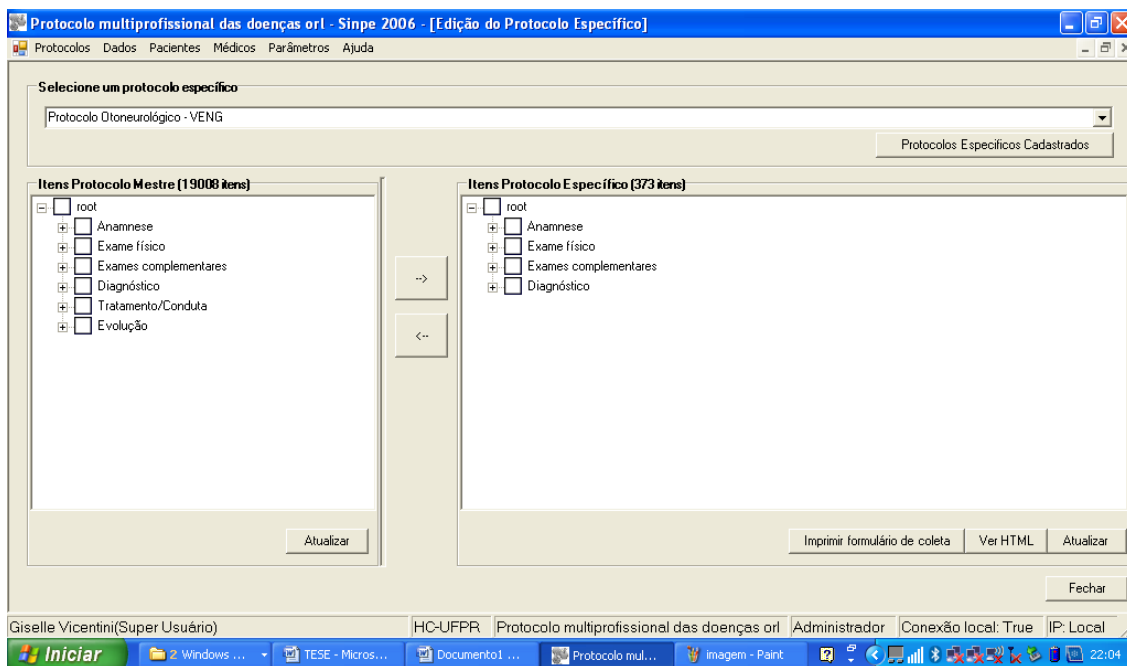 Protocolo multiprofissional das doenças orl - Sinpe 2006 - [Edição do Protocolo Específico]
Protocolos Dados Pacientes Médicos Parâmetros Ajuda
Selecione um protocolo específico
Protocolo Otoneurológico - VENG
Protocolos Especificos Cadastrados
Itens Protocolo Mestre (19008 itens)
root
Anamnese
Exame físico
Exames complementares
Diagnóstico
Tratamento/Conduta
Evolução
Atualizar
-->
<--
Itens Protocolo Específico (373 itens)
root
Anamnese
Exame físico
Exames complementares
Diagnóstico
Imprimir formulário de coleta Ver HTML Atualizar
Fechar
Giselle Vicentini(Super Usuário) HC-UFPR Protocolo multiprofissional das doenças orl Administrador Conexão local: True IP: Local
Iniciar 2 Windows ... TESE - Micros... Documento1 ... Protocolo mul... imagem - Paint 22:04